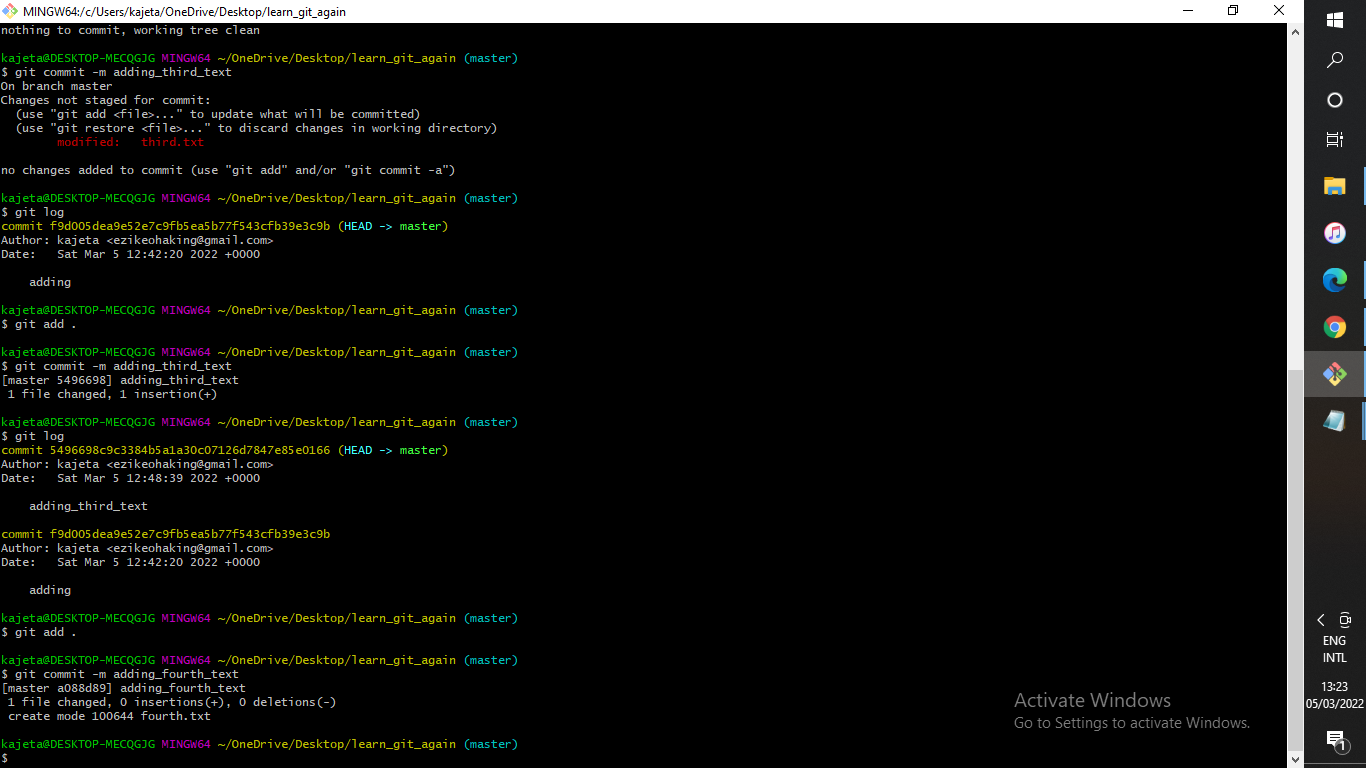 MINGW64:/c/Users/kajeta/OneDrive/Desktop/learn_git_again
nothing to commit, working tree clean
kajeta@DESKTOP-MECQGJG MINGW64 ~/OneDrive/Desktop/learn_git_again (master)
$ git commit -m adding_third_text
On branch master
Changes not staged for commit:
  (use "git add <file>..." to update what will be committed)
  (use "git restore <file>..." to discard changes in working directory)
        modified:   third.txt
no changes added to commit (use "git add" and/or "git commit -a")
kajeta@DESKTOP-MECQGJG MINGW64 ~/OneDrive/Desktop/learn_git_again (master)
$ git log
commit f9d005dea9e52e7c9fb5ea5b77f543cfb39e3c9b (HEAD -> master)
Author: kajeta <ezikeohaking@gmail.com>
Date:   Sat Mar 5 12:42:20 2022 +0000
    adding
kajeta@DESKTOP-MECQGJG MINGW64 ~/OneDrive/Desktop/learn_git_again (master)
$ git add .
kajeta@DESKTOP-MECQGJG MINGW64 ~/OneDrive/Desktop/learn_git_again (master)
$ git commit -m adding_third_text
[master 5496698] adding_third_text
 1 file changed, 1 insertion(+)
kajeta@DESKTOP-MECQGJG MINGW64 ~/OneDrive/Desktop/learn_git_again (master)
$ git log
commit 5496698c9c3384b5a1a30c07126d7847e85e0166 (HEAD -> master)
Author: kajeta <ezikeohaking@gmail.com>
Date:   Sat Mar 5 12:48:39 2022 +0000
    adding_third_text
commit f9d005dea9e52e7c9fb5ea5b77f543cfb39e3c9b
Author: kajeta <ezikeohaking@gmail.com>
Date:   Sat Mar 5 12:42:20 2022 +0000
    adding
kajeta@DESKTOP-MECQGJG MINGW64 ~/OneDrive/Desktop/learn_git_again (master)
$ git add .
kajeta@DESKTOP-MECQGJG MINGW64 ~/OneDrive/Desktop/learn_git_again (master)
$ git commit -m adding_fourth_text
[master a088d89] adding_fourth_text
 1 file changed, 0 insertions(+), 0 deletions(-)
 create mode 100644 fourth.txt
kajeta@DESKTOP-MECQGJG MINGW64 ~/OneDrive/Desktop/learn_git_again (master)
$
Activate Windows
Go to Settings to activate Windows.
ENG
INTL
13:23
05/03/2022
1